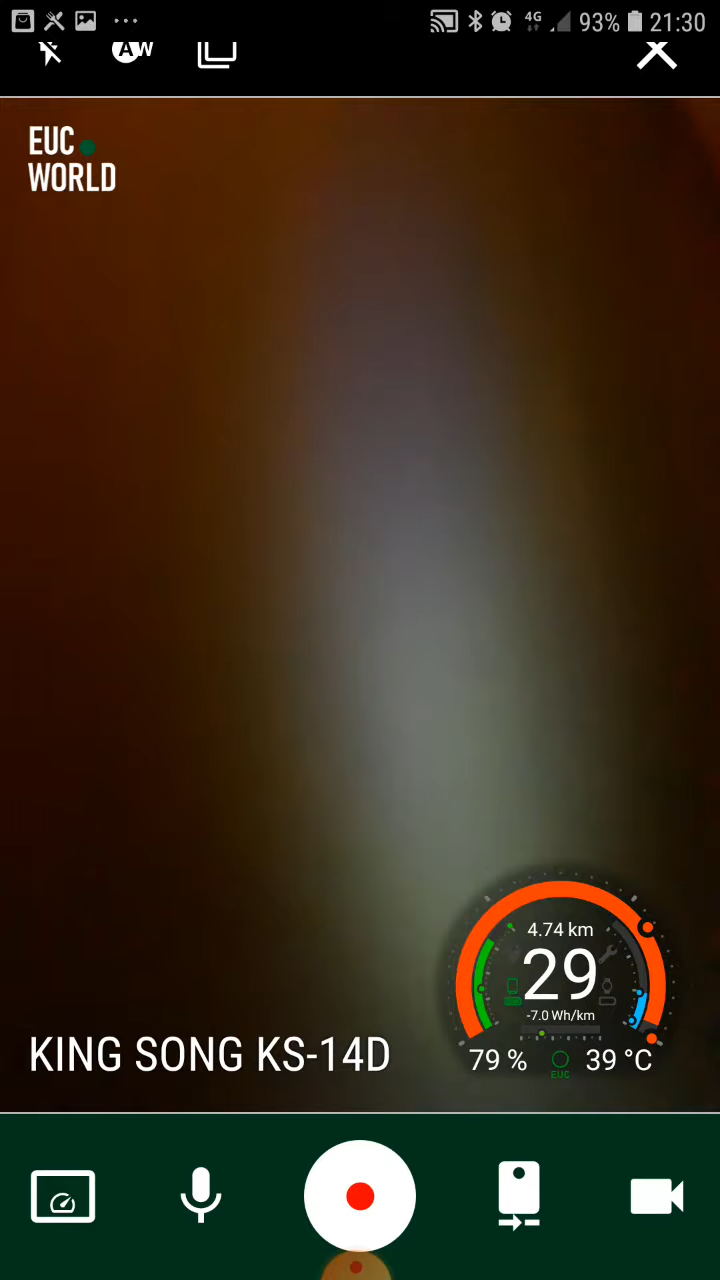 4G 93% 21:30
AW
EUC
WORLD
4.74 km
29
-7.0 Wh/km
79 % EUC 39 °C
KING SONG KS-14D